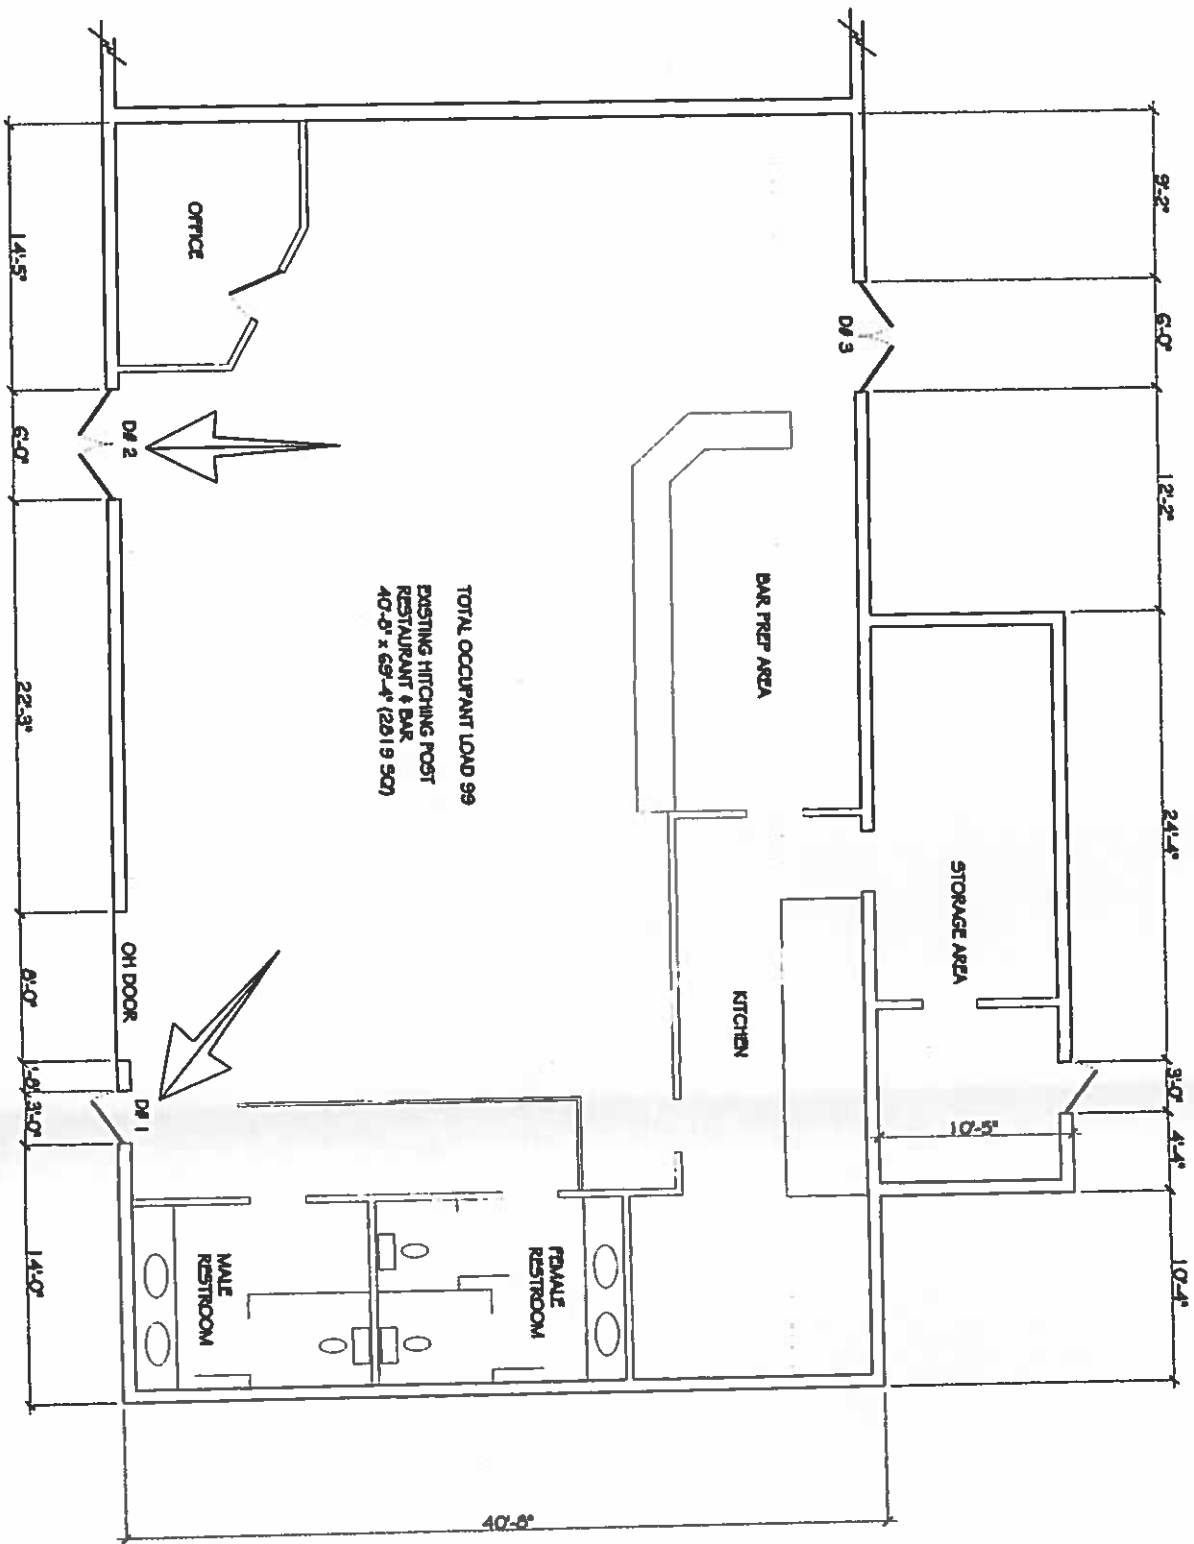 9'-2"
6'-0"
12'-2"
24'-4"
3'-0"
4'-4"
10'-4"
D# 3
BAR PREP AREA
STORAGE AREA
10'-5"
KITCHEN
TOTAL OCCUPANT LOAD 99
EXISTING HITCHING POST
RESTAURANT & BAR
40'-8" x 69'-4" (2819 SQ')
OFFICE
D# 2
OH DOOR
D# 1
FEMALE
RESTROOM
MALE
RESTROOM
14'-5"
6'-0"
22'-3"
8'-0"
1'-8"
3'-0"
14'-0"
40'-8"